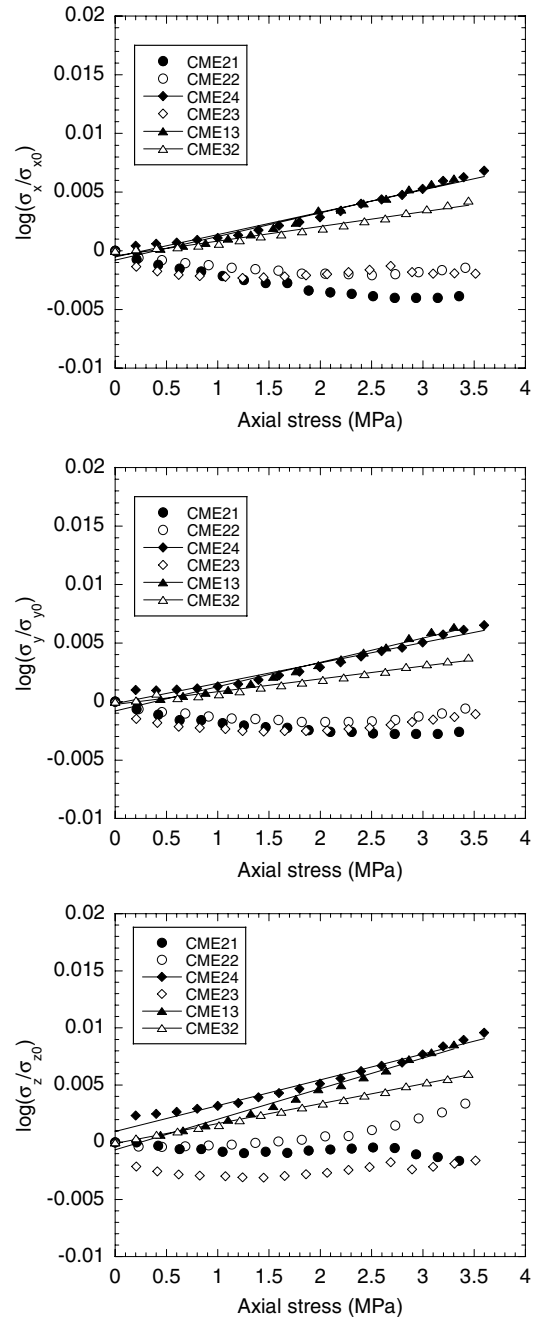 0.02
0.015
0.01
0.005
0
-0.005
-0.01
log(σx/σx0)
CME21
CME22
CME24
CME23
CME13
CME32
0 0.5 1 1.5 2 2.5 3 3.5 4
Axial stress (MPa)
0.02
0.015
0.01
0.005
0
-0.005
-0.01
log(σy/σy0)
CME21
CME22
CME24
CME23
CME13
CME32
0 0.5 1 1.5 2 2.5 3 3.5 4
Axial stress (MPa)
0.02
0.015
0.01
0.005
0
-0.005
-0.01
log(σz/σz0)
CME21
CME22
CME24
CME23
CME13
CME32
0 0.5 1 1.5 2 2.5 3 3.5 4
Axial stress (MPa)